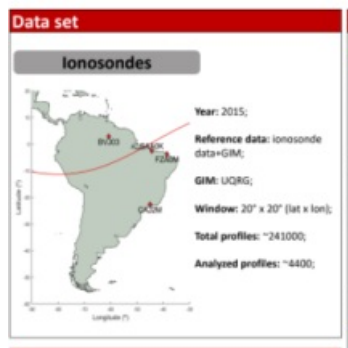 Data set
Ionosondes
Year: 2015;
Reference data: ionosonde
data+GIM;
GIM: UQRG;
Window: 20° x 20° (lat x lon);
Total profiles: ~241000;
Analyzed profiles: ~4400;
BVJ03
Latitude (°)
Longitude (°)